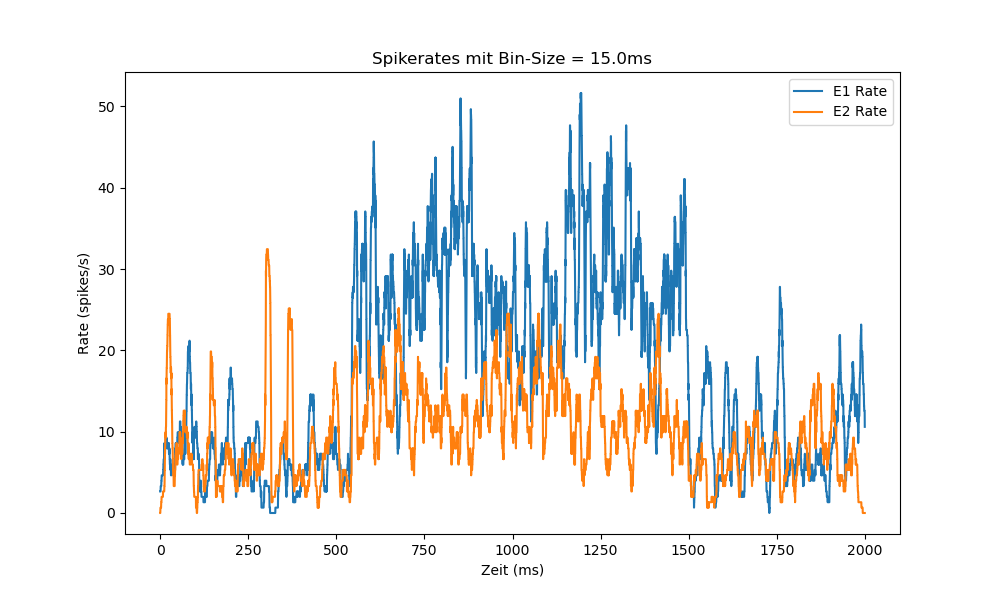 Spikerates mit Bin-Size = 15.0ms
E1 Rate
E2 Rate
Rate (spikes/s)
50
40
30
20
10
0
0 250 500 750 1000 1250 1500 1750 2000
Zeit (ms)